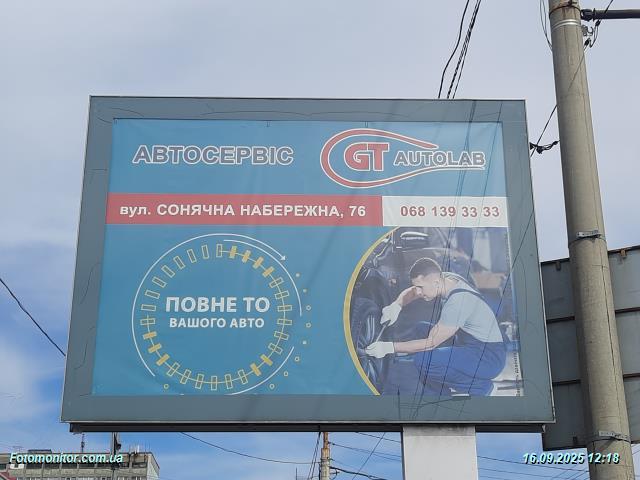 АВТОСЕРВІС
GT AUTOLAB
вул. СОНЯЧНА НАБЕРЕЖНА, 76
068 139 33 33
ПОВНЕ ТО
ВАШОГО АВТО
Fotomonitor.com.ua
16.09.2025 12:18